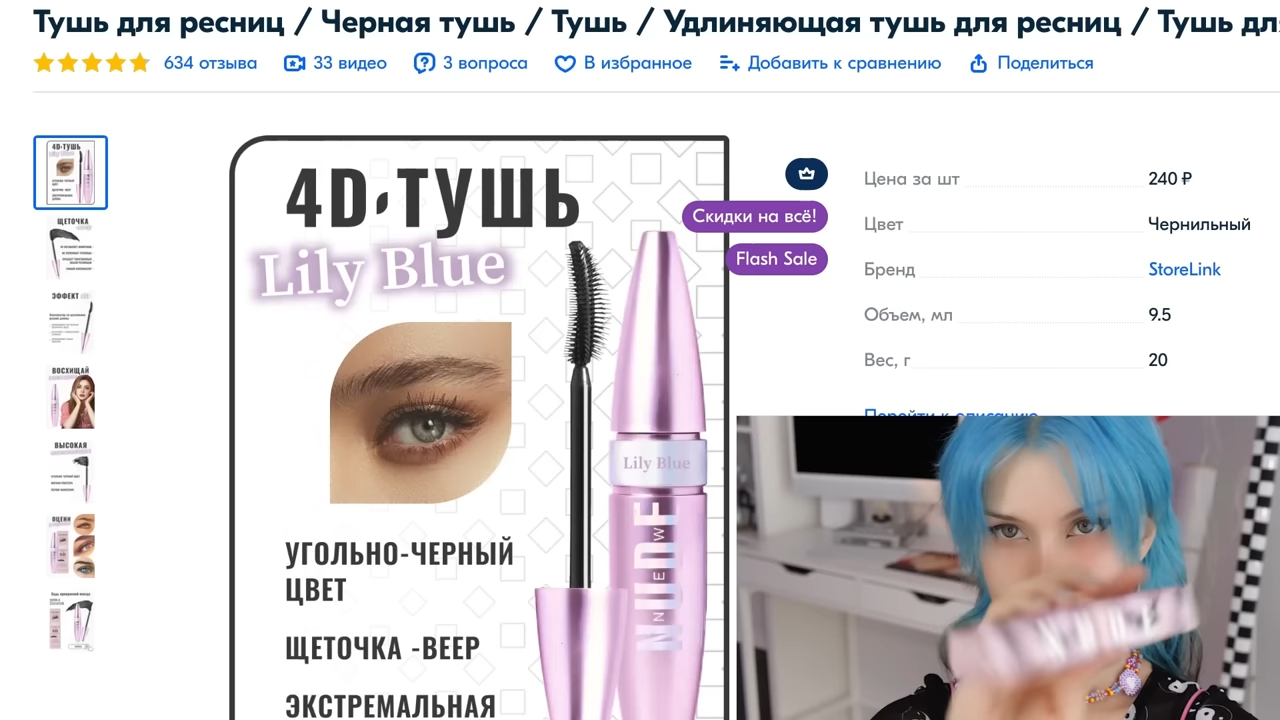 Тушь для ресниц / Черная тушь / Тушь / Удлиняющая тушь для ресниц / Тушь дл
634 отзыва 33 видео 3 вопроса В избранное Добавить к сравнению Поделиться
4D-ТУШЬ
Lily Blue
Lily Blue
NUDE
NEW
УГОЛЬНО-ЧЕРНЫЙ
ЦВЕТ
ЩЕТОЧКА -ВЕЕР
ЭКСТРЕМАЛЬНАЯ
Скидки на всё!
Flash Sale
4D-ТУШЬ
ЩЕТОЧКА
ЭФФЕКТ
ВОСХИЩАЙ
ВЫСОКАЯ
ОЦЕНИ
Цена за шт 240 ₽
Цвет Чернильный
Бренд StoreLink
Объем, мл 9.5
Вес, г 20
Перейти к описанию